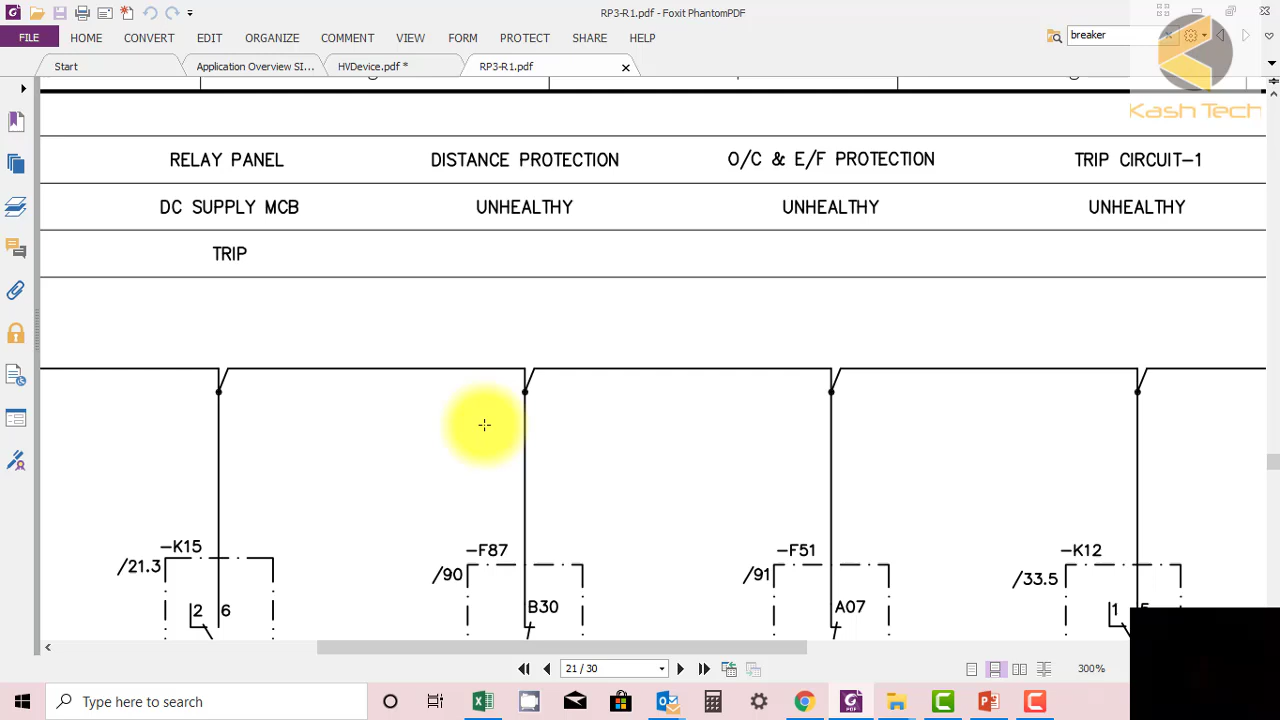 RP3-R1.pdf - Foxit PhantomPDF
FILE HOME CONVERT EDIT ORGANIZE COMMENT VIEW FORM PROTECT SHARE HELP
breaker
Start Application Overview SI... HVDevice.pdf * RP3-R1.pdf
Kash Tech
RELAY PANEL DISTANCE PROTECTION O/C & E/F PROTECTION TRIP CIRCUIT-1
DC SUPPLY MCB UNHEALTHY UNHEALTHY UNHEALTHY
TRIP
-K15 -F87 -F51 -K12
/21.3 /90 /91 /33.5
2 6 B30 A07 1
21 / 30
300%
Type here to search